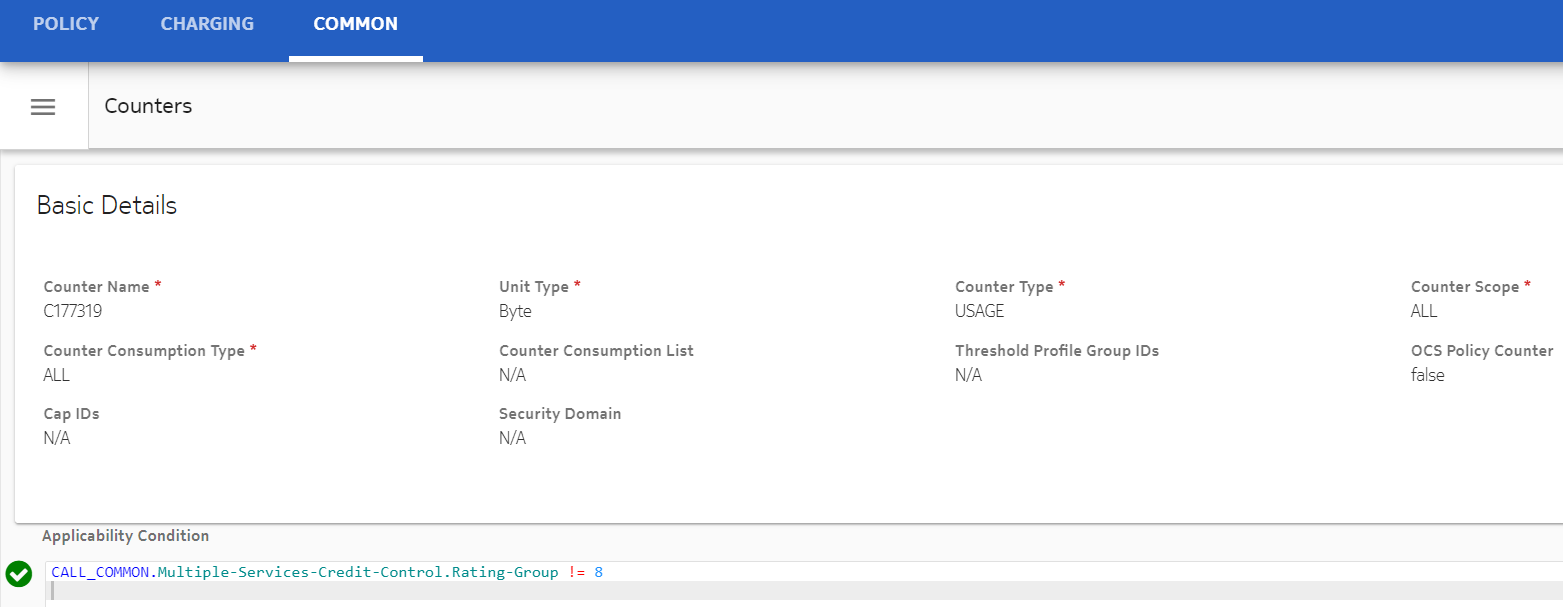 POLICY CHARGING COMMON
Counters
Basic Details
Counter Name * Unit Type * Counter Type * Counter Scope *
C177319 Byte USAGE ALL
Counter Consumption Type * Counter Consumption List Threshold Profile Group IDs OCS Policy Counter
ALL N/A N/A false
Cap IDs Security Domain
N/A N/A
Applicability Condition
CALL_COMMON.Multiple-Services-Credit-Control.Rating-Group != 8